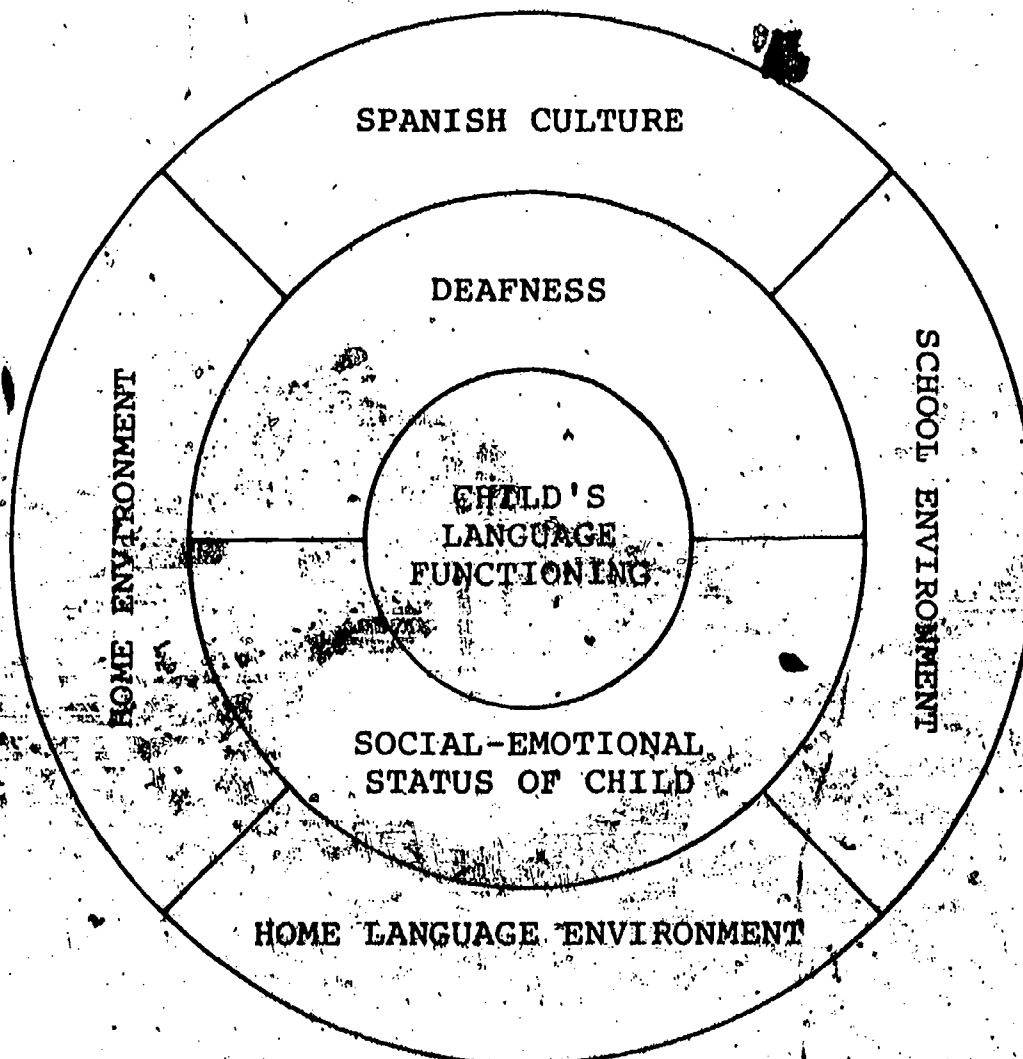 SPANISH CULTURE
DEAFNESS
HOME ENVIRONMENT
SCHOOL ENVIRONMENT
CHILD'S
LANGUAGE
FUNCTIONING
SOCIAL-EMOTIONAL
STATUS OF CHILD
HOME LANGUAGE ENVIRONMENT